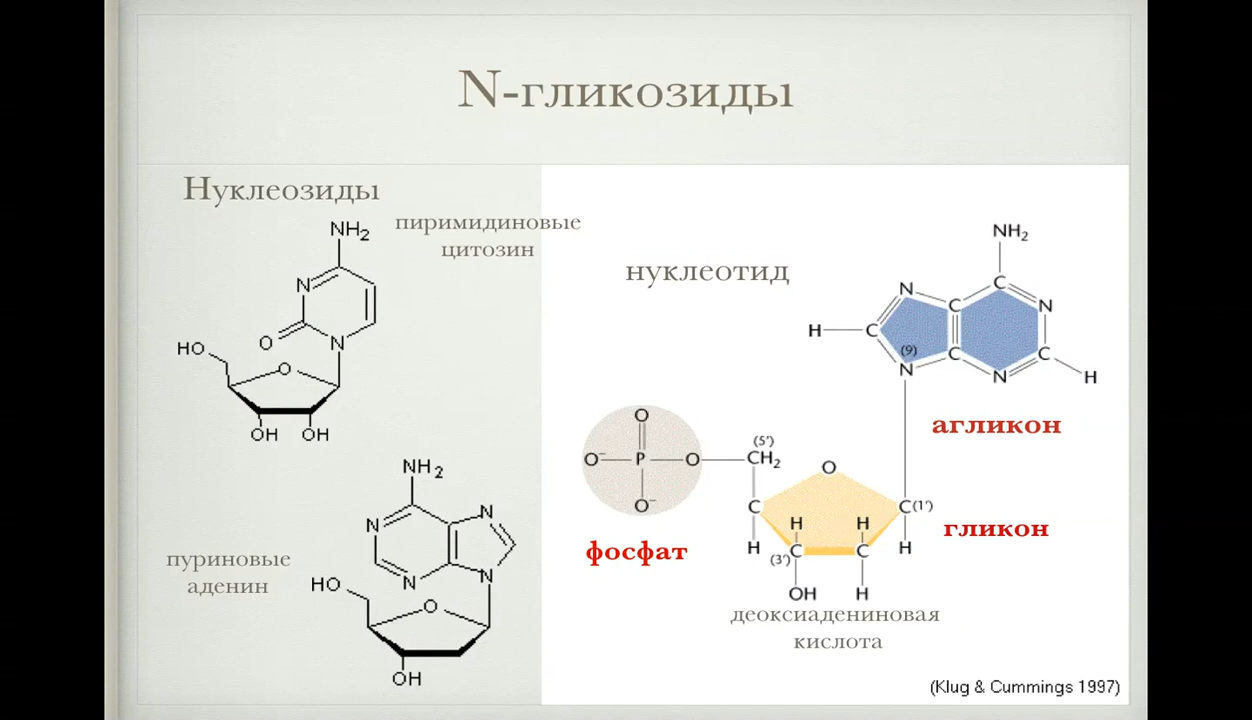 N-гликозиды
Нуклеозиды
пиримидиновые
цитозин
NH2
N
O
N
HO
O
OH OH
пуриновые
аденин
NH2
N
N
N
N
HO
O
OH
нуклеотид
NH2
N
C
N
C
H
C
(9)
C
C
N
N
H
агликон
O
O⁻
P
O
O⁻
фосфат
(5')
CH2
O
C
C
(1')
гликон
H
H
H
H
(3')
C
C
OH
H
деоксиадениновая
кислота
(Klug & Cummings 1997)